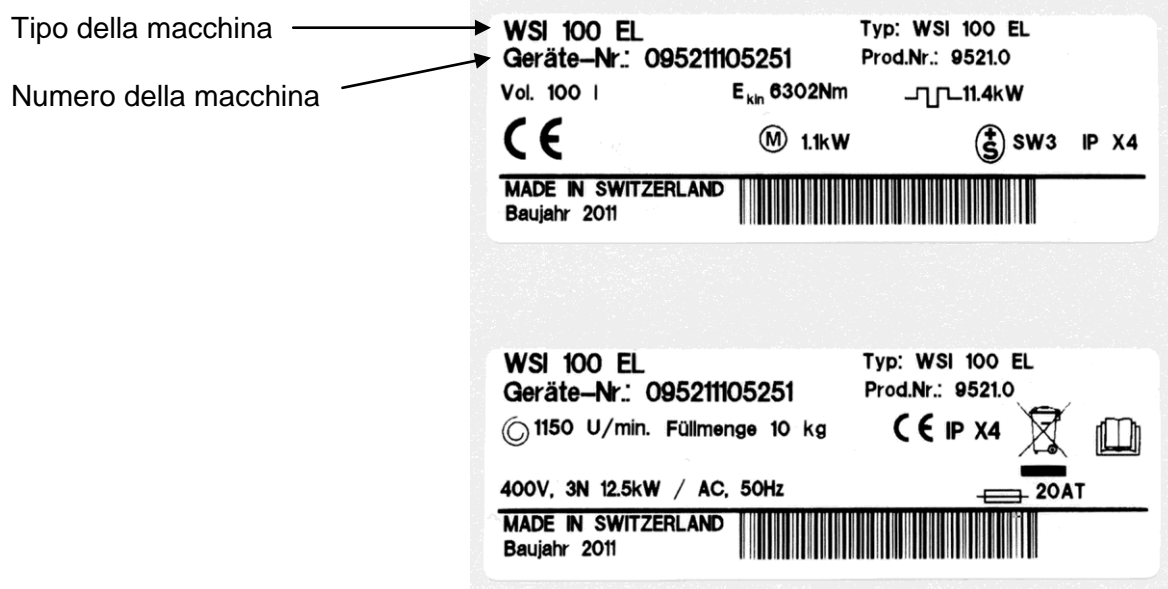 Tipo della macchina
Numero della macchina
WSI 100 EL Typ: WSI 100 EL
Geräte-Nr.: 095211105251 Prod.Nr.: 9521.0
Vol. 100 l Ekin 6302Nm 11.4kW
CE M 1.1kW +S SW3 IP X4
MADE IN SWITZERLAND
Baujahr 2011
WSI 100 EL Typ: WSI 100 EL
Geräte-Nr.: 095211105251 Prod.Nr.: 9521.0
1150 U/min. Füllmenge 10 kg CE IP X4
400V, 3N 12.5kW / AC, 50Hz 20AT
MADE IN SWITZERLAND
Baujahr 2011